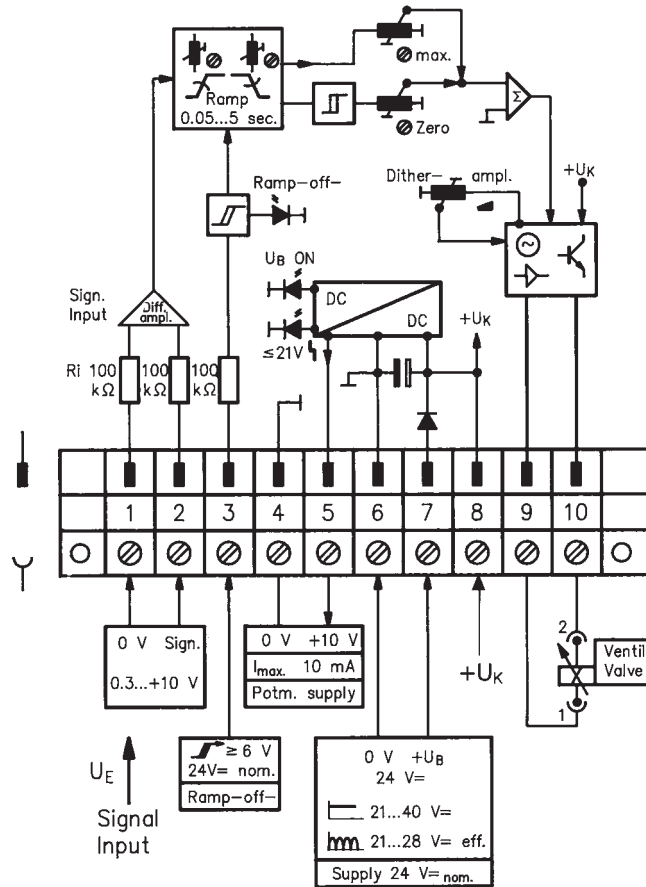 max.
Ramp
0.05...5 sec.
Zero
Σ
Ramp-off-
Dither- ampl.
+UK
UB ON
Sign.
Input
Diff.
ampl.
DC
DC
≤21V
+UK
Ri 100 kΩ
100 kΩ
100 kΩ
1 2 3 4 5 6 7 8 9 10
0 V Sign.
0.3...+10 V
0 V +10 V
Imax. 10 mA
Potm. supply
+UK
2
Ventil
Valve
1
UE
Signal
Input
≥ 6 V
24V= nom.
Ramp-off-
0 V +UB
24 V=
21...40 V=
21...28 V= eff.
Supply 24 V=nom.